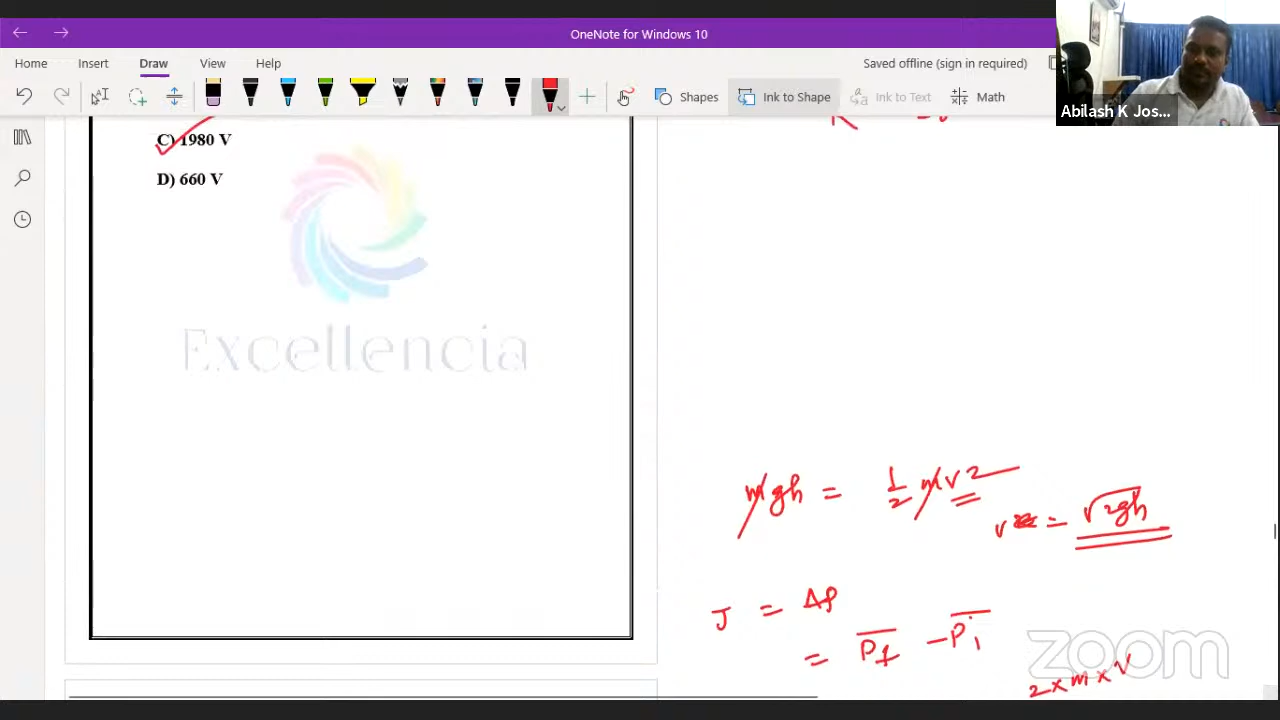 OneNote for Windows 10
Home Insert Draw View Help
Saved offline (sign in required)
Shapes Ink to Shape Ink to Text Math
Abilash K Jos...
C) 1980 V
D) 660 V
Excellencia
mgh = 1/2 mv2
v = √2gh
J = ΔP
= Pf - Pi
2 x m x V
zoom